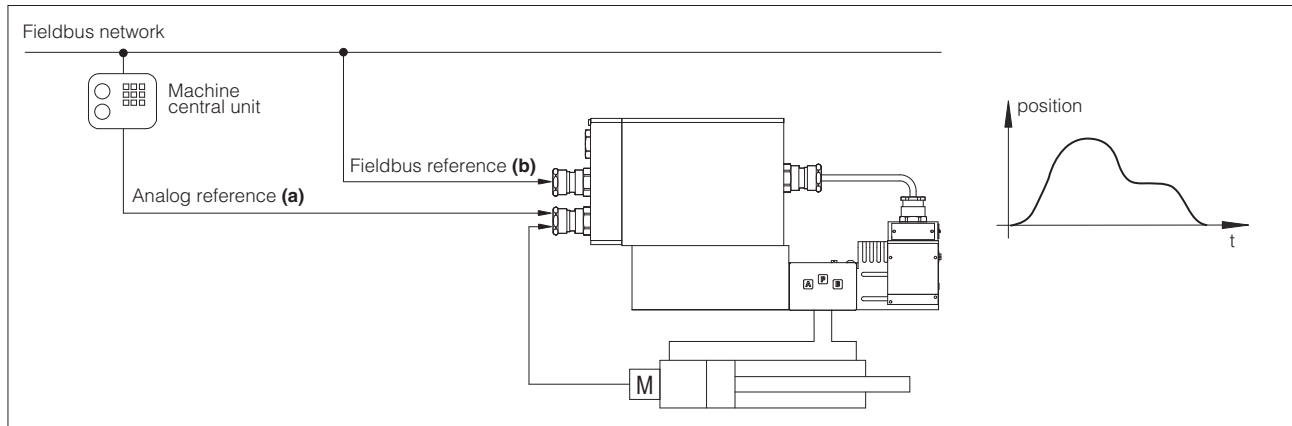 Fieldbus network
Machine
central unit
position
Fieldbus reference (b)
Analog reference (a)
t
A P B
M